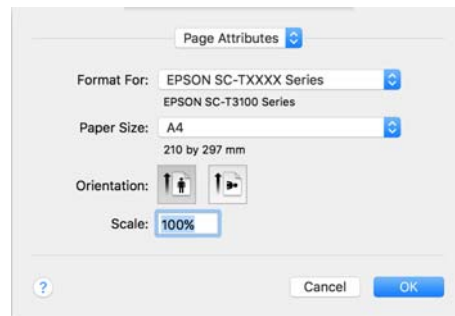 Page Attributes
Format For: EPSON SC-TXXXX Series
EPSON SC-T3100 Series
Paper Size: A4
210 by 297 mm
Orientation:
Scale: 100%
? Cancel OK